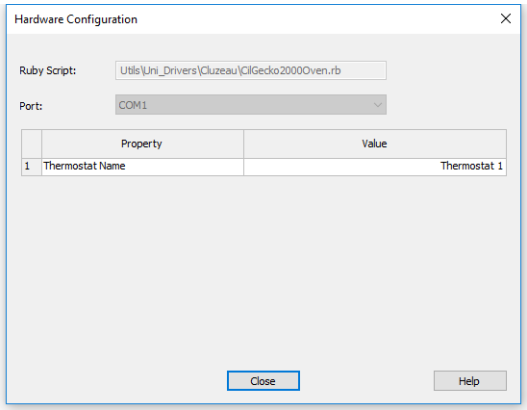 Hardware Configuration
Ruby Script: Utils\Uni_Drivers\Cluzeau\CilGecko2000Oven.rb
Port: COM1
Property Value
1 Thermostat Name Thermostat 1
Close Help